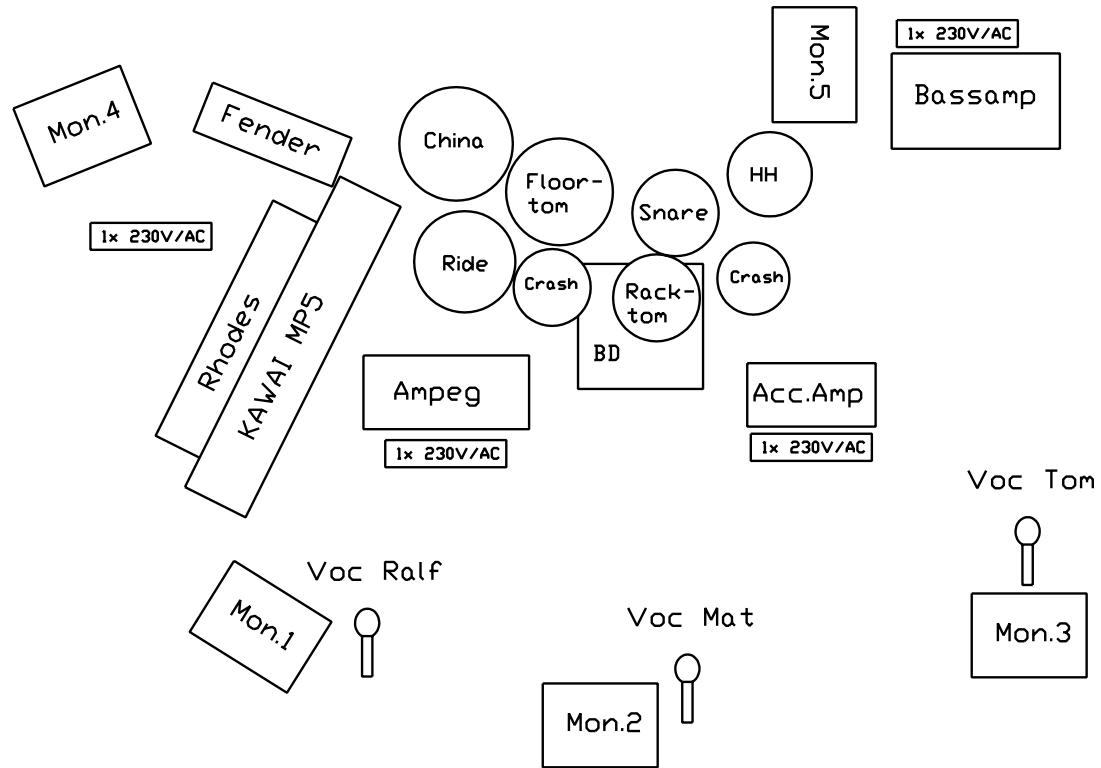 Mon.5
1x 230V/AC
Bassamp
Mon.4
Fender
China
Floor-
tom
Snare
HH
1x 230V/AC
Ride
Crash
Rack-
tom
Crash
Rhodes
KAWAI MP5
BD
Ampeg
Acc.Amp
1x 230V/AC
1x 230V/AC
Voc Tom
Voc Ralf
Mon.1
Voc Mat
Mon.3
Mon.2